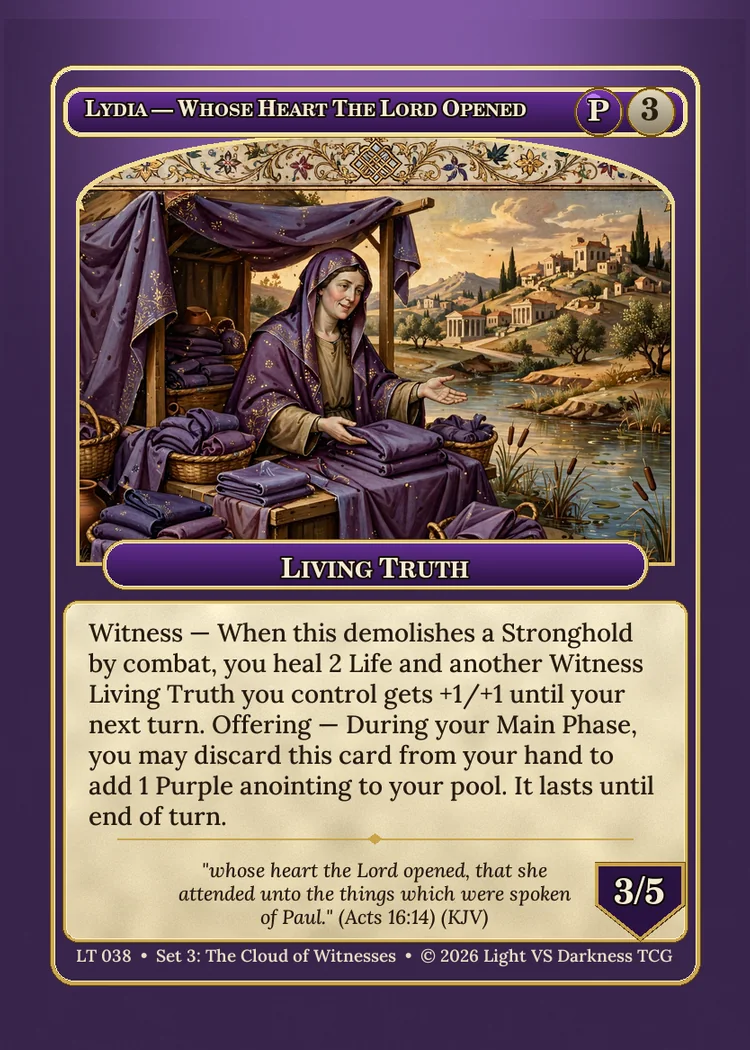 Lydia — Whose Heart The Lord Opened P 3
Living Truth
Witness — When this demolishes a Stronghold
by combat, you heal 2 Life and another Witness
Living Truth you control gets +1/+1 until your
next turn. Offering — During your Main Phase,
you may discard this card from your hand to
add 1 Purple anointing to your pool. It lasts until
end of turn.
"whose heart the Lord opened, that she
attended unto the things which were spoken
of Paul." (Acts 16:14) (KJV)
3/5
LT 038 • Set 3: The Cloud of Witnesses • © 2026 Light VS Darkness TCG